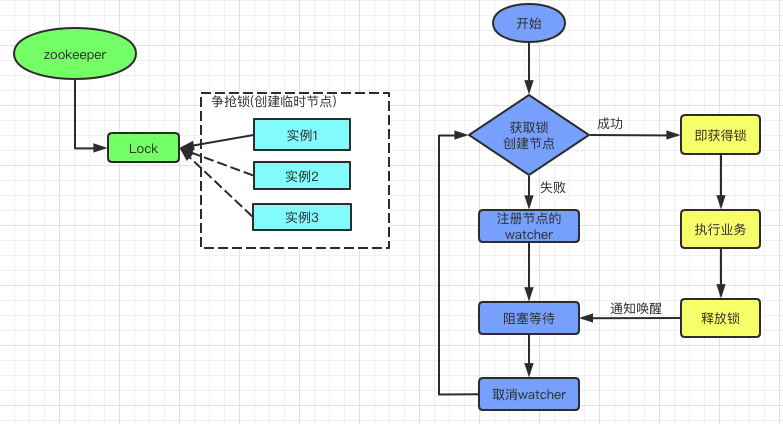 zookeeper
Lock
争抢锁(创建临时节点)
实例1
实例2
实例3
开始
获取锁
创建节点
成功
失败
即获得锁
注册节点的
watcher
执行业务
阻塞等待
通知唤醒
释放锁
取消watcher